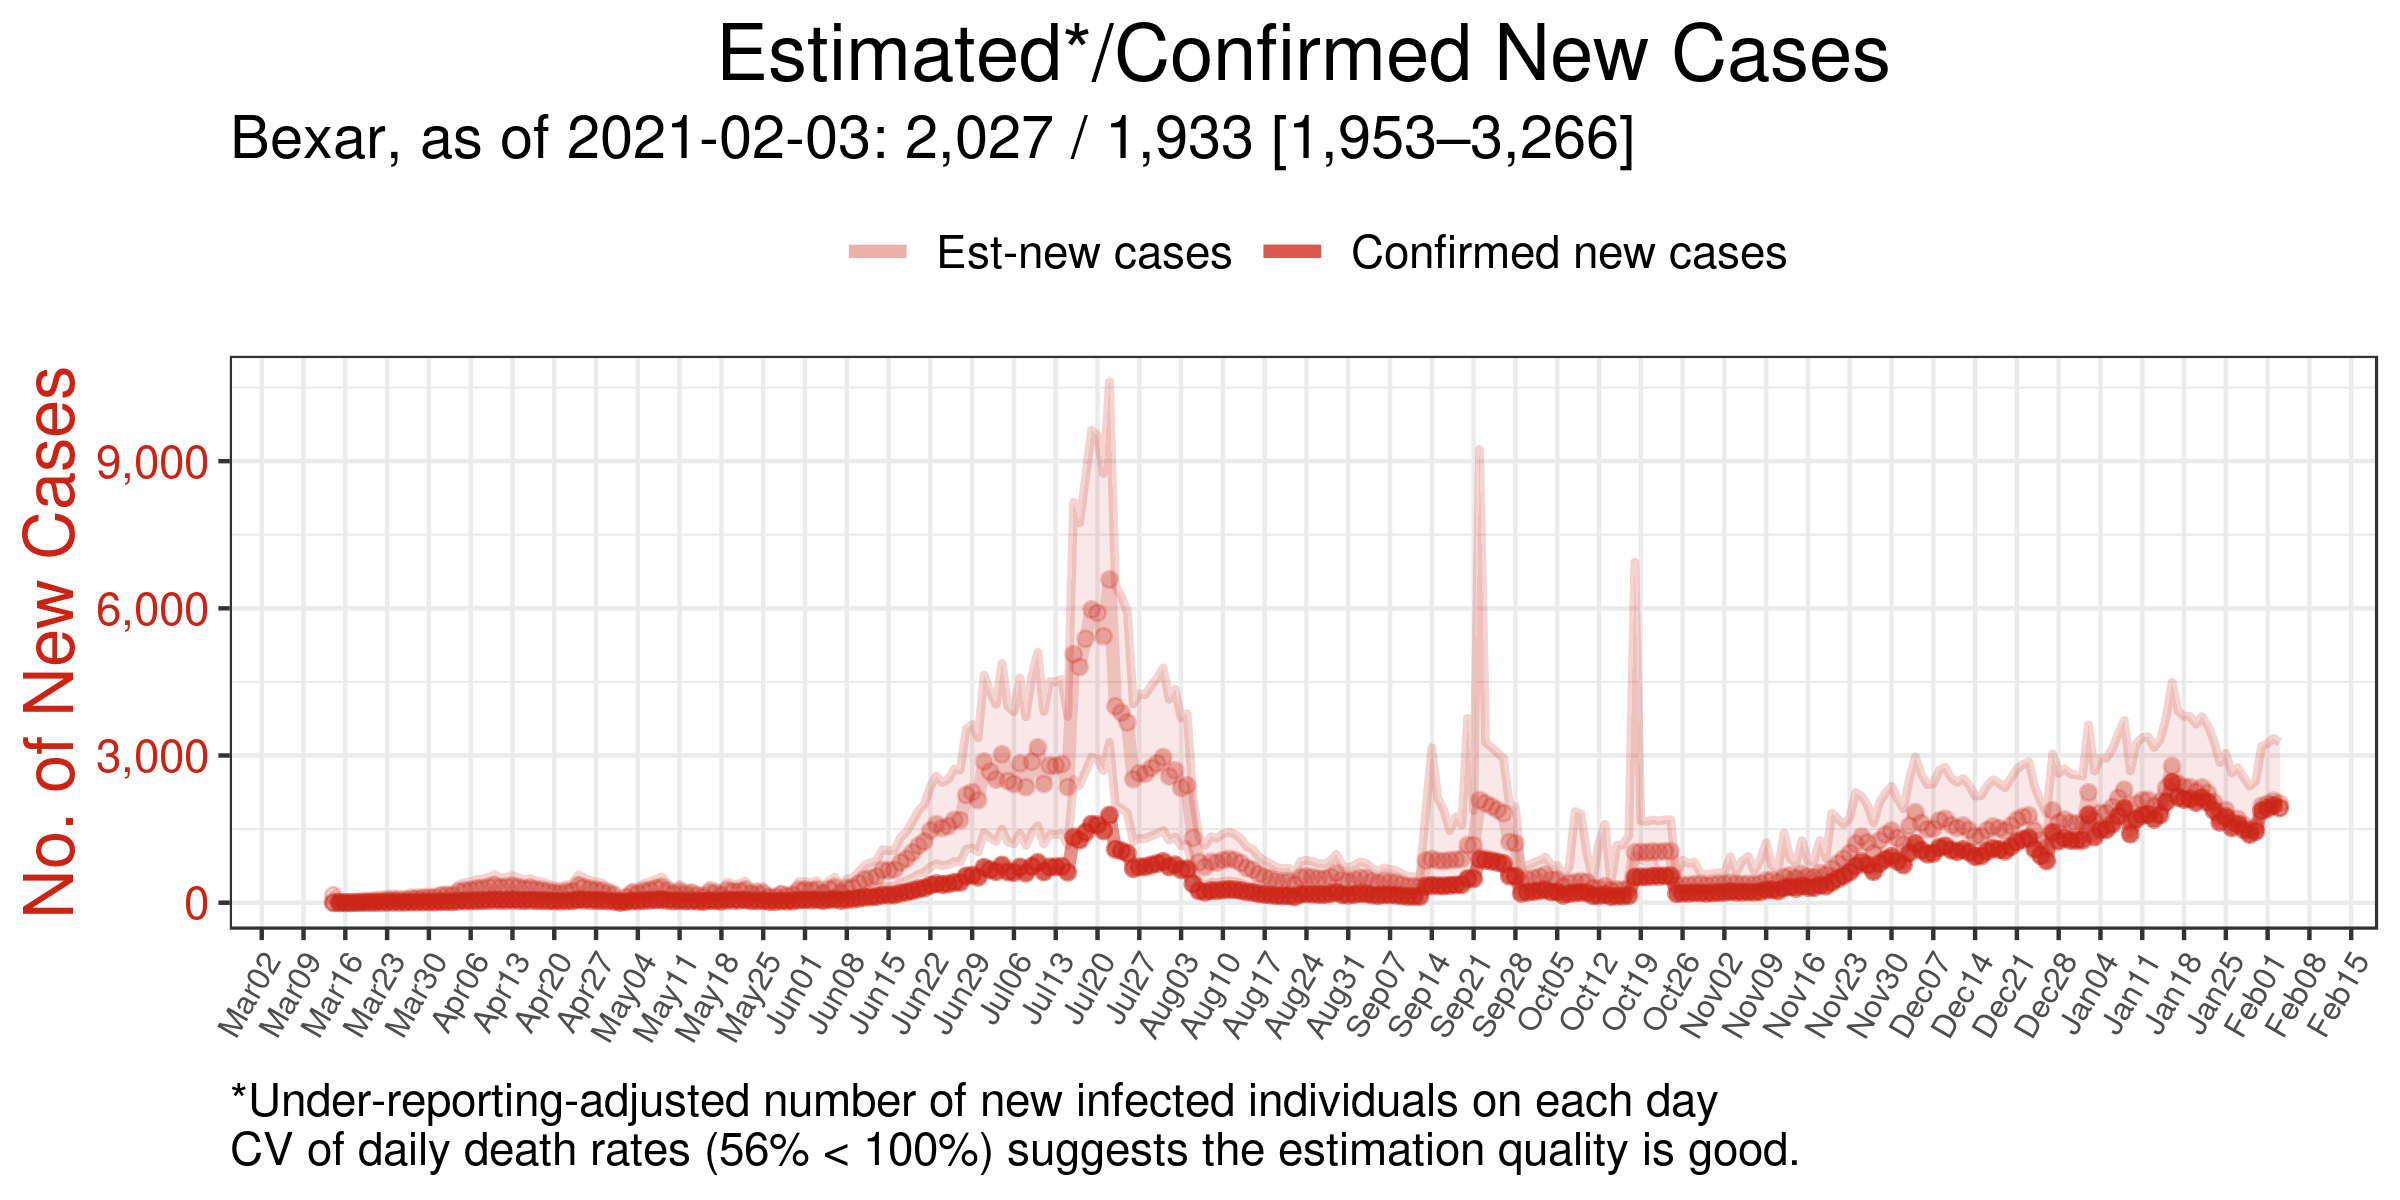 Estimated*/Confirmed New Cases
Bexar, as of 2021-02-03: 2,027 / 1,933 [1,953–3,266]
Est-new cases Confirmed new cases
No. of New Cases
9,000
6,000
3,000
0
Mar02 Mar09 Mar16 Mar23 Mar30 Apr06 Apr13 Apr20 Apr27 May04 May11 May18 May25 Jun01 Jun08 Jun15 Jun22 Jun29 Jul06 Jul13 Jul20 Jul27 Aug03 Aug10 Aug17 Aug24 Aug31 Sep07 Sep14 Sep21 Sep28 Oct05 Oct12 Oct19 Oct26 Nov02 Nov09 Nov16 Nov23 Nov30 Dec07 Dec14 Dec21 Dec28 Jan04 Jan11 Jan18 Jan25 Feb01 Feb08 Feb15
*Under-reporting-adjusted number of new infected individuals on each day
CV of daily death rates (56% < 100%) suggests the estimation quality is good.